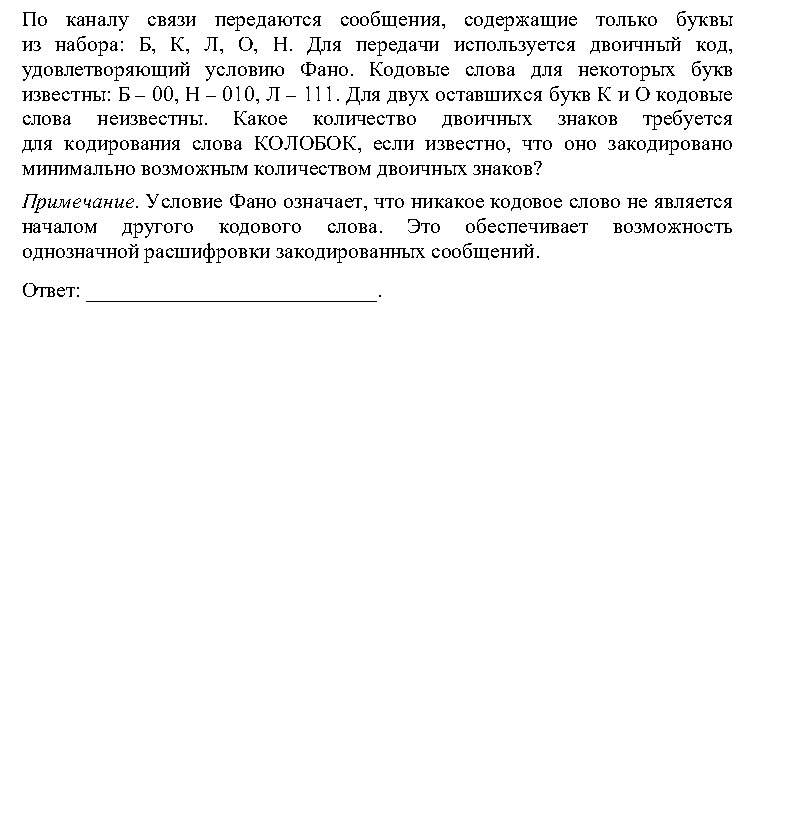 По каналу связи передаются сообщения, содержащие только буквы
из набора: Б, К, Л, О, Н. Для передачи используется двоичный код,
удовлетворяющий условию Фано. Кодовые слова для некоторых букв
известны: Б – 00, Н – 010, Л – 111. Для двух оставшихся букв К и О кодовые
слова неизвестны. Какое количество двоичных знаков требуется
для кодирования слова КОЛОБОК, если известно, что оно закодировано
минимально возможным количеством двоичных знаков?
Примечание. Условие Фано означает, что никакое кодовое слово не является
началом другого кодового слова. Это обеспечивает возможность
однозначной расшифровки закодированных сообщений.
Ответ: ___________________________.